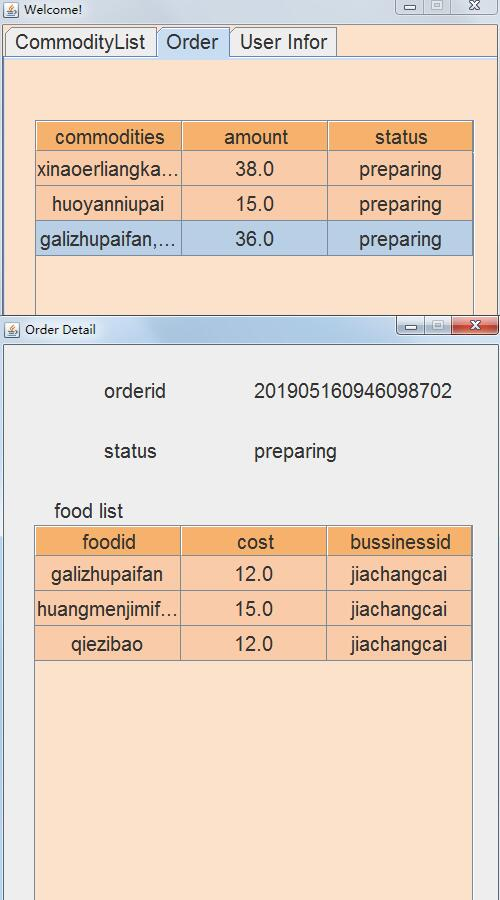 Welcome!
CommodityList Order User Infor
commodities amount status
xinaoerliangka... 38.0 preparing
huoyanniupai 15.0 preparing
galizhupaifan,... 36.0 preparing
Order Detail
orderid 201905160946098702
status preparing
food list
foodid cost bussinessid
galizhupaifan 12.0 jiachangcai
huangmenjimif... 15.0 jiachangcai
qiezibao 12.0 jiachangcai